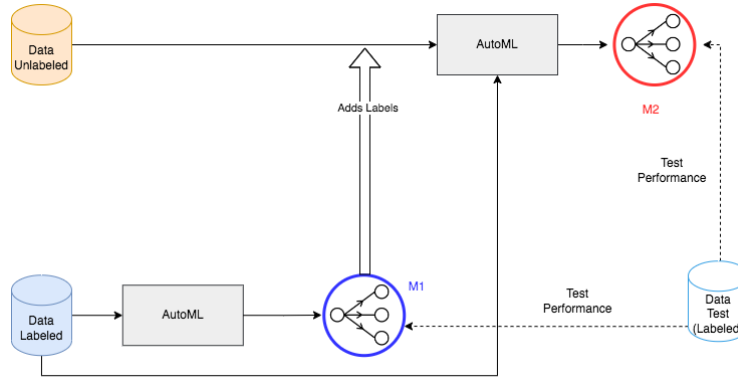 Data
Unlabeled
AutoML
M2
Adds Labels
Test
Performance
Data
Labeled
AutoML
M1
Test
Performance
Data
Test
(Labeled)